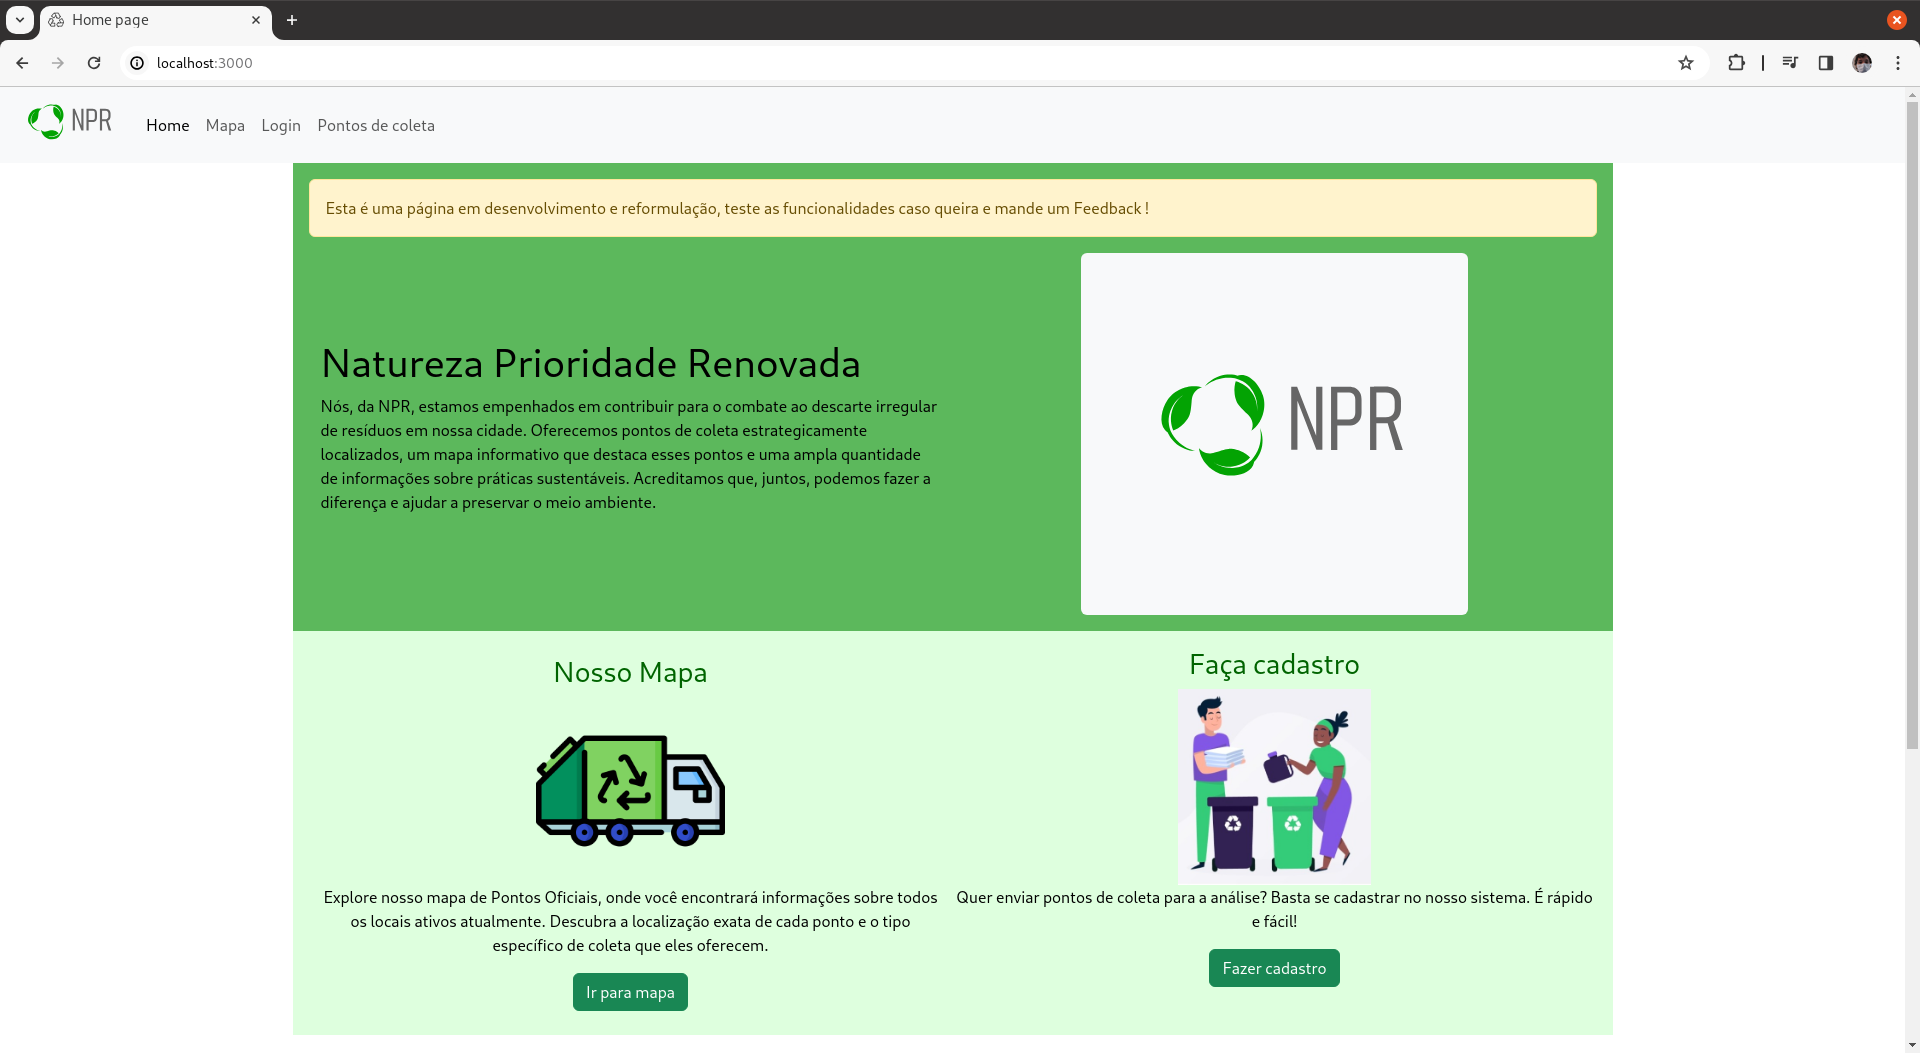 Home page
localhost:3000
NPR
Home
Mapa
Login
Pontos de coleta
Esta é uma página em desenvolvimento e reformulação, teste as funcionalidades caso queira e mande um Feedback !
Natureza Prioridade Renovada
Nós, da NPR, estamos empenhados em contribuir para o combate ao descarte irregular
de resíduos em nossa cidade. Oferecemos pontos de coleta estrategicamente
localizados, um mapa informativo que destaca esses pontos e uma ampla quantidade
de informações sobre práticas sustentáveis. Acreditamos que, juntos, podemos fazer a
diferença e ajudar a preservar o meio ambiente.
NPR
Nosso Mapa
Explore nosso mapa de Pontos Oficiais, onde você encontrará informações sobre todos
os locais ativos atualmente. Descubra a localização exata de cada ponto e o tipo
específico de coleta que eles oferecem.
Ir para mapa
Faça cadastro
Quer enviar pontos de coleta para a análise? Basta se cadastrar no nosso sistema. É rápido
e fácil!
Fazer cadastro